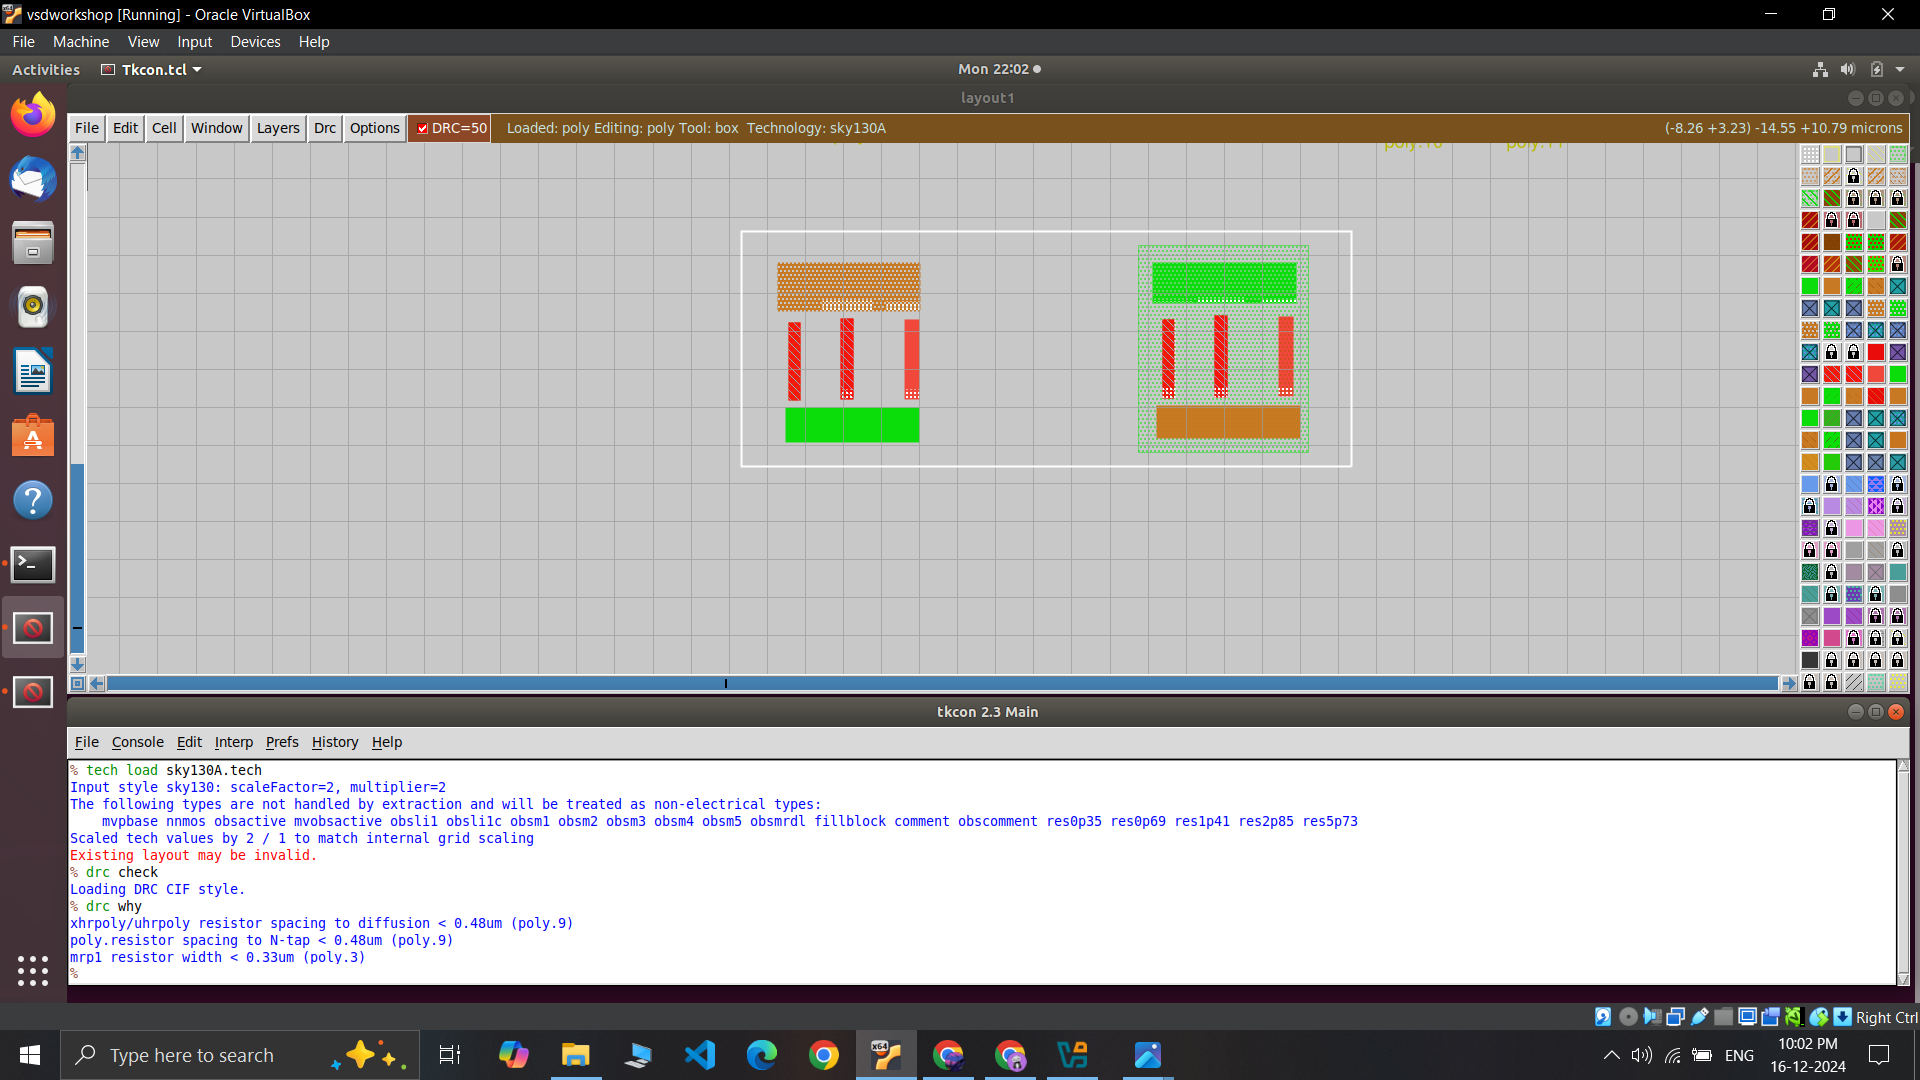 vsdworkshop [Running] - Oracle VirtualBox
File Machine View Input Devices Help
Activities Tkcon.tcl Mon 22:02
layout1
File Edit Cell Window Layers Drc Options DRC=50 Loaded: poly Editing: poly Tool: box Technology: sky130A (-8.26 +3.23) -14.55 +10.79 microns
tkcon 2.3 Main
File Console Edit Interp Prefs History Help
% tech load sky130A.tech
Input style sky130: scaleFactor=2, multiplier=2
The following types are not handled by extraction and will be treated as non-electrical types:
mvpbase nnmos obsactive mvobsactive obsli1 obsli1c obsm1 obsm2 obsm3 obsm4 obsm5 obsmrdl fillblock comment obscomment res0p35 res0p69 res1p41 res2p85 res5p73
Scaled tech values by 2 / 1 to match internal grid scaling
Existing layout may be invalid.
% drc check
Loading DRC CIF style.
% drc why
xhrpoly/uhrpoly resistor spacing to diffusion < 0.48um (poly.9)
poly.resistor spacing to N-tap < 0.48um (poly.9)
mrp1 resistor width < 0.33um (poly.3)
%
Right Ctrl
Type here to search
ENG
10:02 PM
16-12-2024